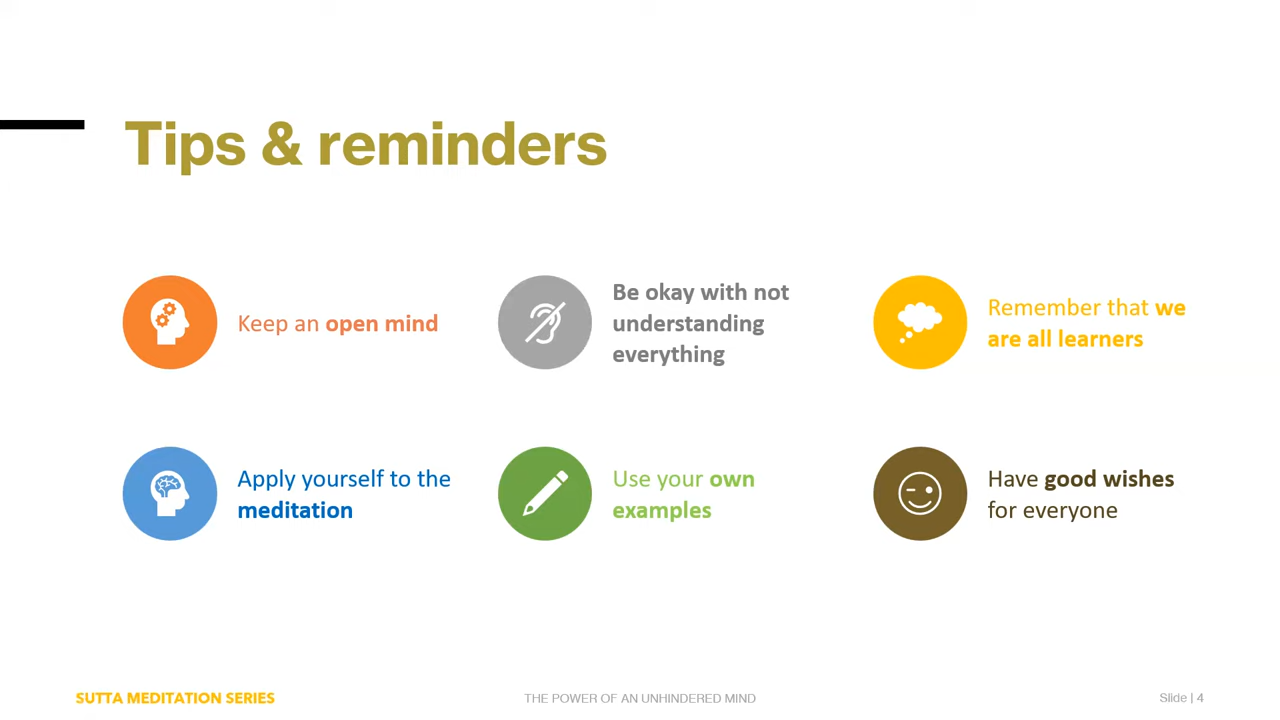 Tips & reminders
Keep an open mind
Be okay with not
understanding
everything
Remember that we
are all learners
Apply yourself to the
meditation
Use your own
examples
Have good wishes
for everyone
SUTTA MEDITATION SERIES
THE POWER OF AN UNHINDERED MIND
Slide | 4